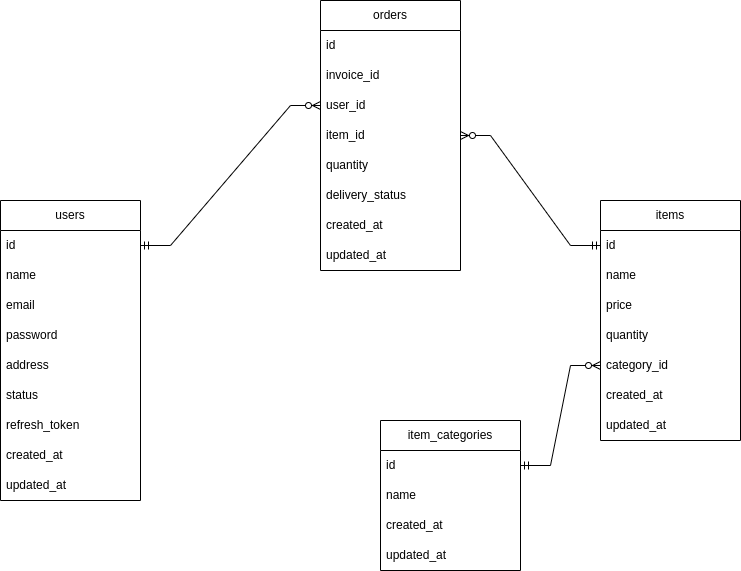 orders
id
invoice_id
user_id
item_id
quantity
delivery_status
created_at
updated_at
users
id
name
email
password
address
status
refresh_token
created_at
updated_at
items
id
name
price
quantity
category_id
created_at
updated_at
item_categories
id
name
created_at
updated_at